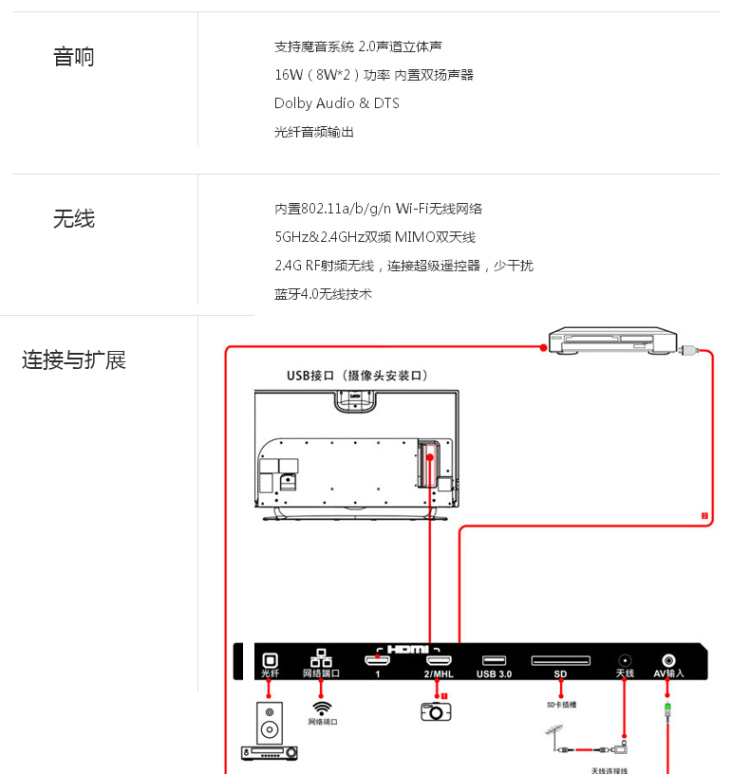 音响
支持魔音系统 2.0声道立体声
16W（8W*2）功率 内置双扬声器
Dolby Audio & DTS
光纤音频输出
无线
内置802.11a/b/g/n Wi-Fi无线网络
5GHz&2.4GHz双频 MIMO双天线
2.4G RF射频无线，连接超级遥控器，少干扰
蓝牙4.0无线技术
连接与扩展
USB接口（摄像头安装口）
2
HDMI
光纤 网络端口 1 2/MHL USB 3.0 SD 天线 AV输入
1
SD卡插槽
网络端口
天线连接线